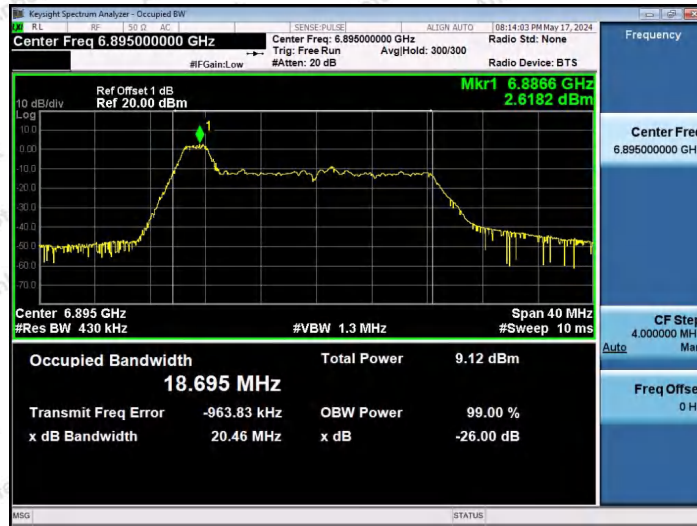 Keysight Spectrum Analyzer - Occupied BW
RL RF 50 Ω AC SENSE:PULSE ALIGN AUTO 08:14:03 PM May 17, 2024
Center Freq 6.895000000 GHz Center Freq: 6.895000000 GHz Radio Std: None
Trig: Free Run Avg|Hold: 300/300
#IFGain:Low #Atten: 20 dB Radio Device: BTS
Frequency
Ref Offset 1 dB Mkr1 6.8866 GHz
10 dB/div Ref 20.00 dBm 2.6182 dBm
Log
1
10.0
0.00
-10.0
-20.0
-30.0
-40.0
-50.0
-60.0
-70.0
Center Fre
6.895000000 GH
Center 6.895 GHz Span 40 MHz
#Res BW 430 kHz #VBW 1.3 MHz #Sweep 10 ms
CF Ste
4.000000 MH
Auto Ma
Occupied Bandwidth Total Power 9.12 dBm
18.695 MHz
Transmit Freq Error -963.83 kHz OBW Power 99.00 %
x dB Bandwidth 20.46 MHz x dB -26.00 dB
Freq Offse
0 H
MSG STATUS